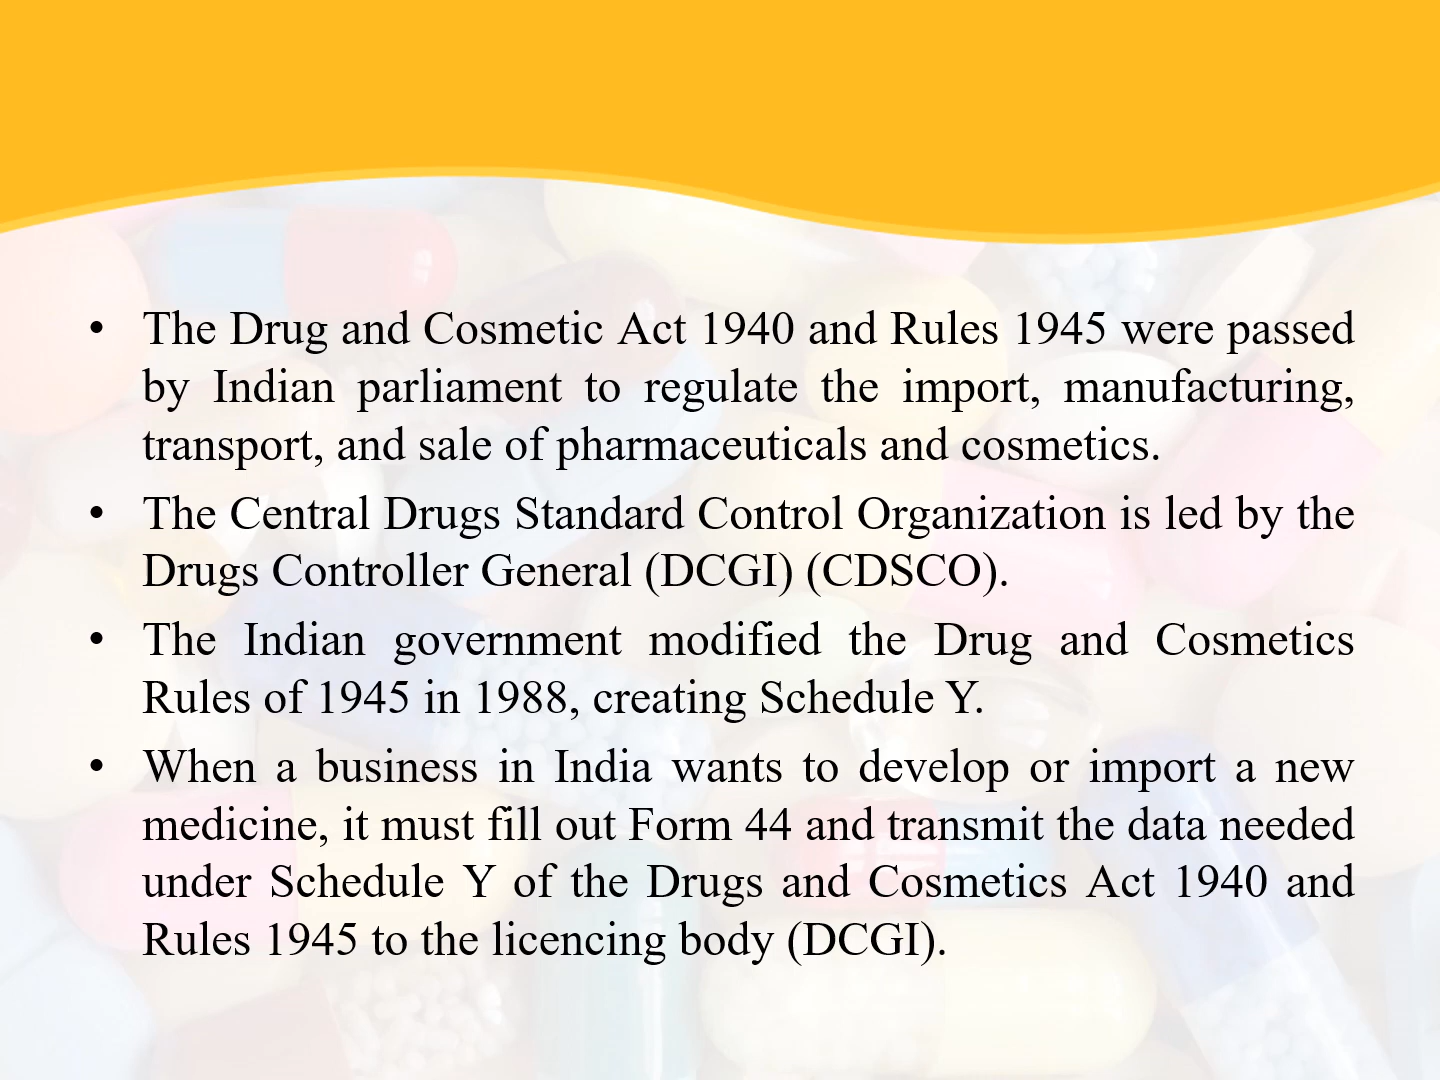 • The Drug and Cosmetic Act 1940 and Rules 1945 were passed
by Indian parliament to regulate the import, manufacturing,
transport, and sale of pharmaceuticals and cosmetics.
• The Central Drugs Standard Control Organization is led by the
Drugs Controller General (DCGI) (CDSCO).
• The Indian government modified the Drug and Cosmetics
Rules of 1945 in 1988, creating Schedule Y.
• When a business in India wants to develop or import a new
medicine, it must fill out Form 44 and transmit the data needed
under Schedule Y of the Drugs and Cosmetics Act 1940 and
Rules 1945 to the licencing body (DCGI).